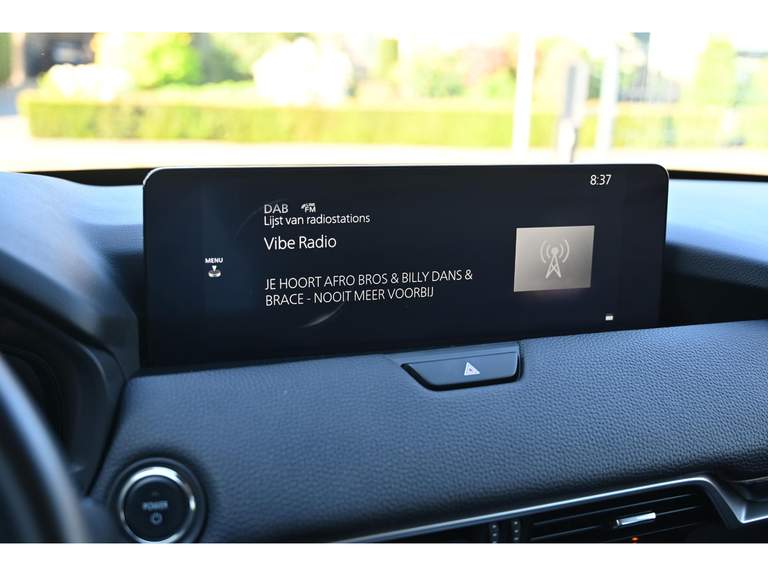 8:37
DAB FM
Lijst van radiostations
Vibe Radio
MENU
JE HOORT AFRO BROS & BILLY DANS &
BRACE - NOOIT MEER VOORBIJ
POWER